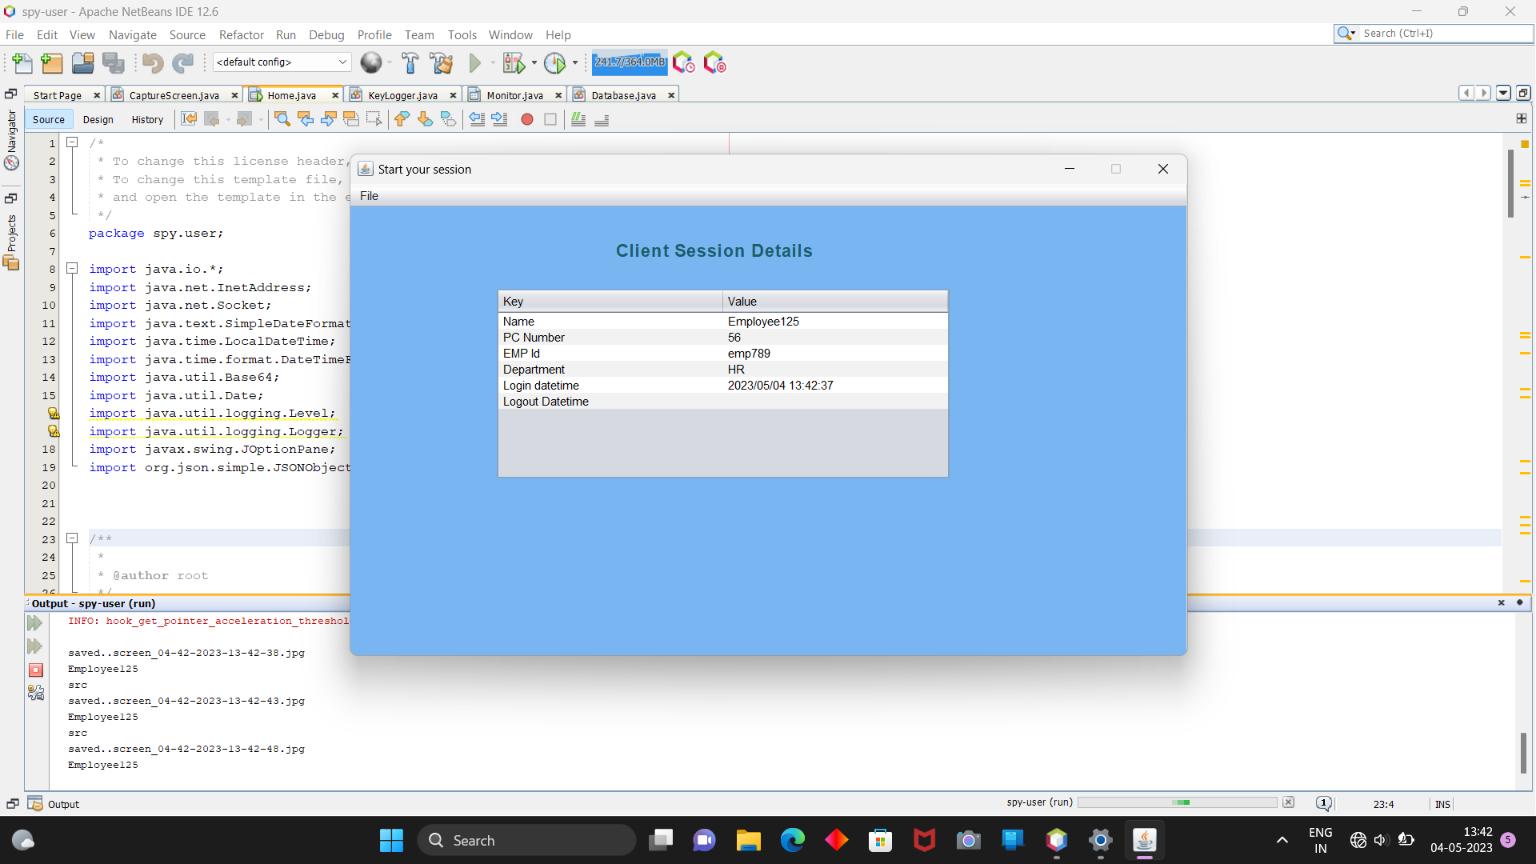 spy-user - Apache NetBeans IDE 12.6
File Edit View Navigate Source Refactor Run Debug Profile Team Tools Window Help
Search (Ctrl+I)
<default config>
241.7/364.0MB
Start Page
CaptureScreen.java
Home.java
KeyLogger.java
Monitor.java
Database.java
Source Design History
Navigator
Projects
1 /*
2 * To change this license header,
3 * To change this template file,
4 * and open the template in the e
5 */
6 package spy.user;
7
8 import java.io.*;
9 import java.net.InetAddress;
10 import java.net.Socket;
11 import java.text.SimpleDateFormat
12 import java.time.LocalDateTime;
13 import java.time.format.DateTimeF
14 import java.util.Base64;
15 import java.util.Date;
import java.util.logging.Level;
import java.util.logging.Logger;
18 import javax.swing.JOptionPane;
19 import org.json.simple.JSONObject
20
21
22
23 /**
24 *
25 * @author root
26 */
Start your session
File
Client Session Details
Key Value
Name Employee125
PC Number 56
EMP Id emp789
Department HR
Login datetime 2023/05/04 13:42:37
Logout Datetime
Output - spy-user (run)
INFO: hook_get_pointer_acceleration_threshol
saved..screen_04-42-2023-13-42-38.jpg
Employee125
src
saved..screen_04-42-2023-13-42-43.jpg
Employee125
src
saved..screen_04-42-2023-13-42-48.jpg
Employee125
Output
spy-user (run)
1
23:4
INS
Search
ENG
IN
13:42
04-05-2023
5